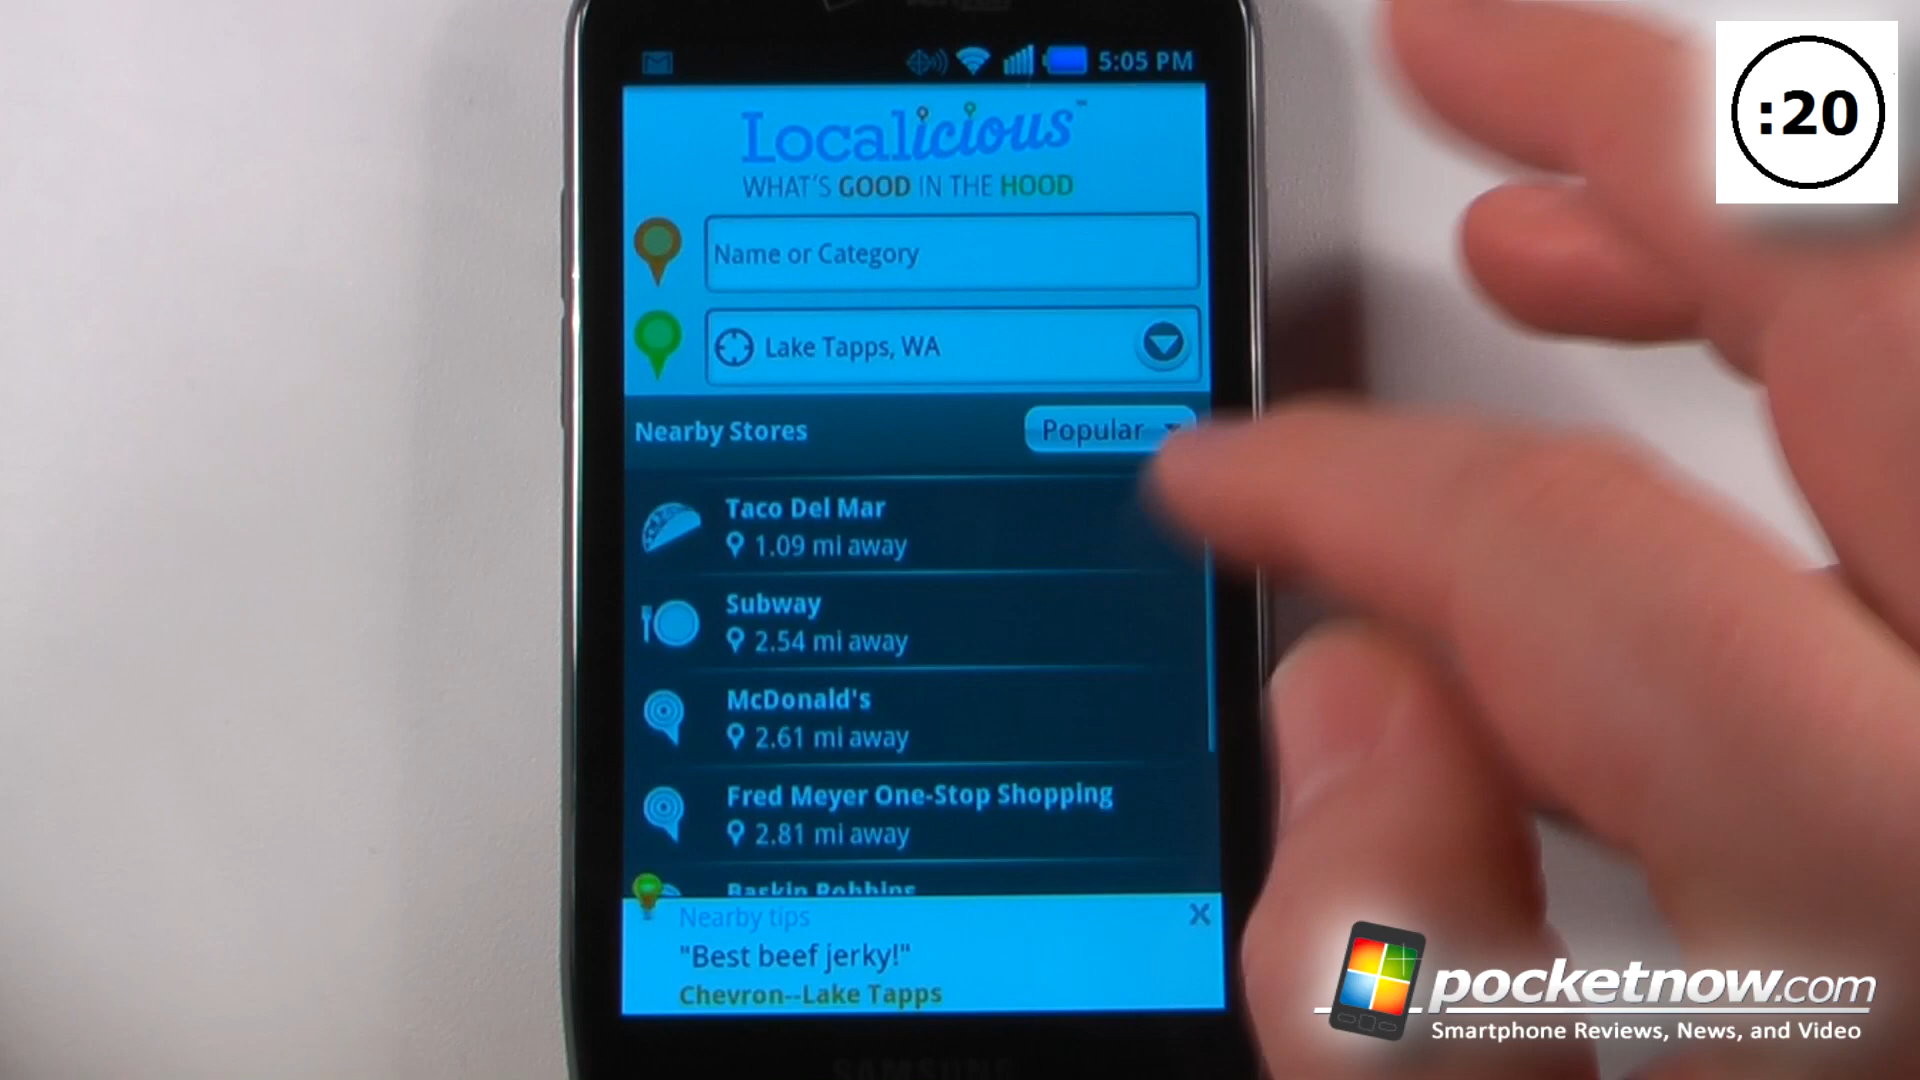 5:05 PM
:20
Localicious™
WHAT'S GOOD IN THE HOOD
Name or Category
Lake Tapps, WA
Nearby Stores
Popular
Taco Del Mar
1.09 mi away
Subway
2.54 mi away
McDonald's
2.61 mi away
Fred Meyer One-Stop Shopping
2.81 mi away
Baskin Robbins
Nearby tips
X
"Best beef jerky!"
Chevron--Lake Tapps
SAMSUNG
pocketnow.com
Smartphone Reviews, News, and Video